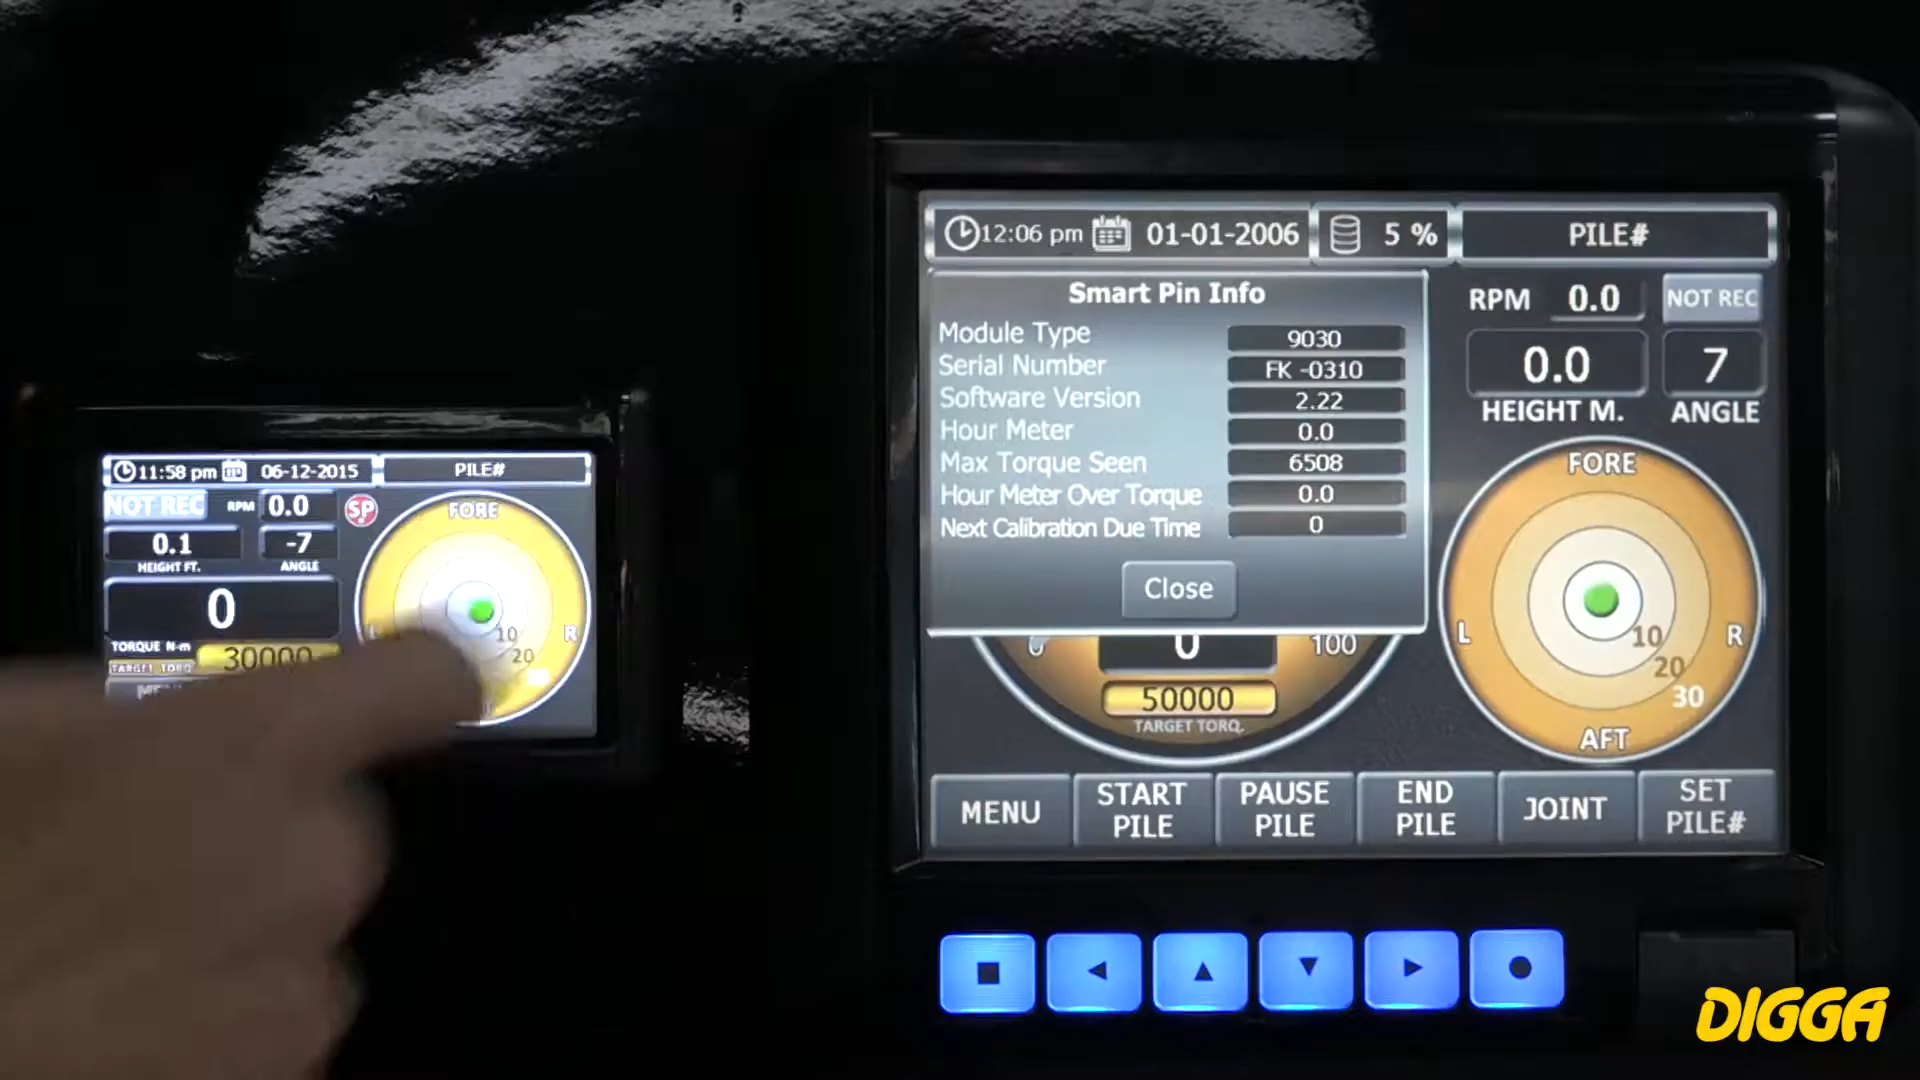 11:58 pm 06-12-2015 PILE#
NOT REC RPM 0.0 SP FORE
0.1 -7
HEIGHT FT. ANGLE
0
L R
10
20
TORQUE N-m
TARGET TORQ 30000
12:06 pm 01-01-2006 5 % PILE#
Smart Pin Info
Module Type 9030
Serial Number FK -0310
Software Version 2.22
Hour Meter 0.0
Max Torque Seen 6508
Hour Meter Over Torque 0.0
Next Calibration Due Time 0
Close
0 0 100
50000
TARGET TORQ.
RPM 0.0 NOT REC
0.0 7
HEIGHT M. ANGLE
FORE
L R
10
20
30
AFT
MENU START PILE PAUSE PILE END PILE JOINT SET PILE#
DIGGA